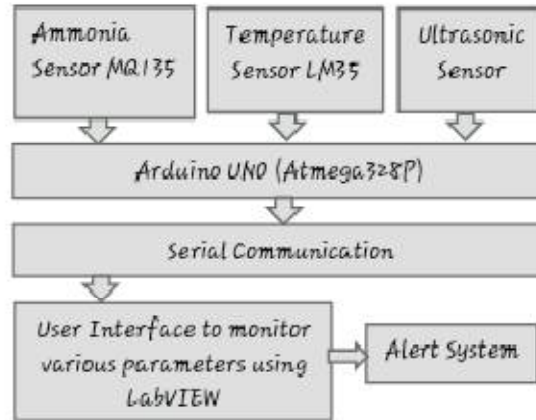 Ammonia
Sensor MQ135
Temperature
Sensor LM35
Ultrasonic
Sensor
Arduino UNO (Atmega328P)
Serial Communication
User Interface to monitor
various parameters using
LabVIEW
Alert System